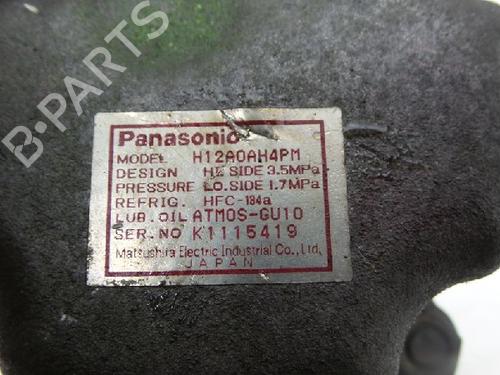 Panasonic
MODEL H12A0AH4PM
DESIGN HI.SIDE 3.5MPa
PRESSURE LO.SIDE 1.7MPa
REFRIG. HFC-134a
LUB.OIL ATMOS-GU10
SER.NO K1115419
Matsushita Electric Industrial Co., Ltd.
JAPAN
B-PARTS